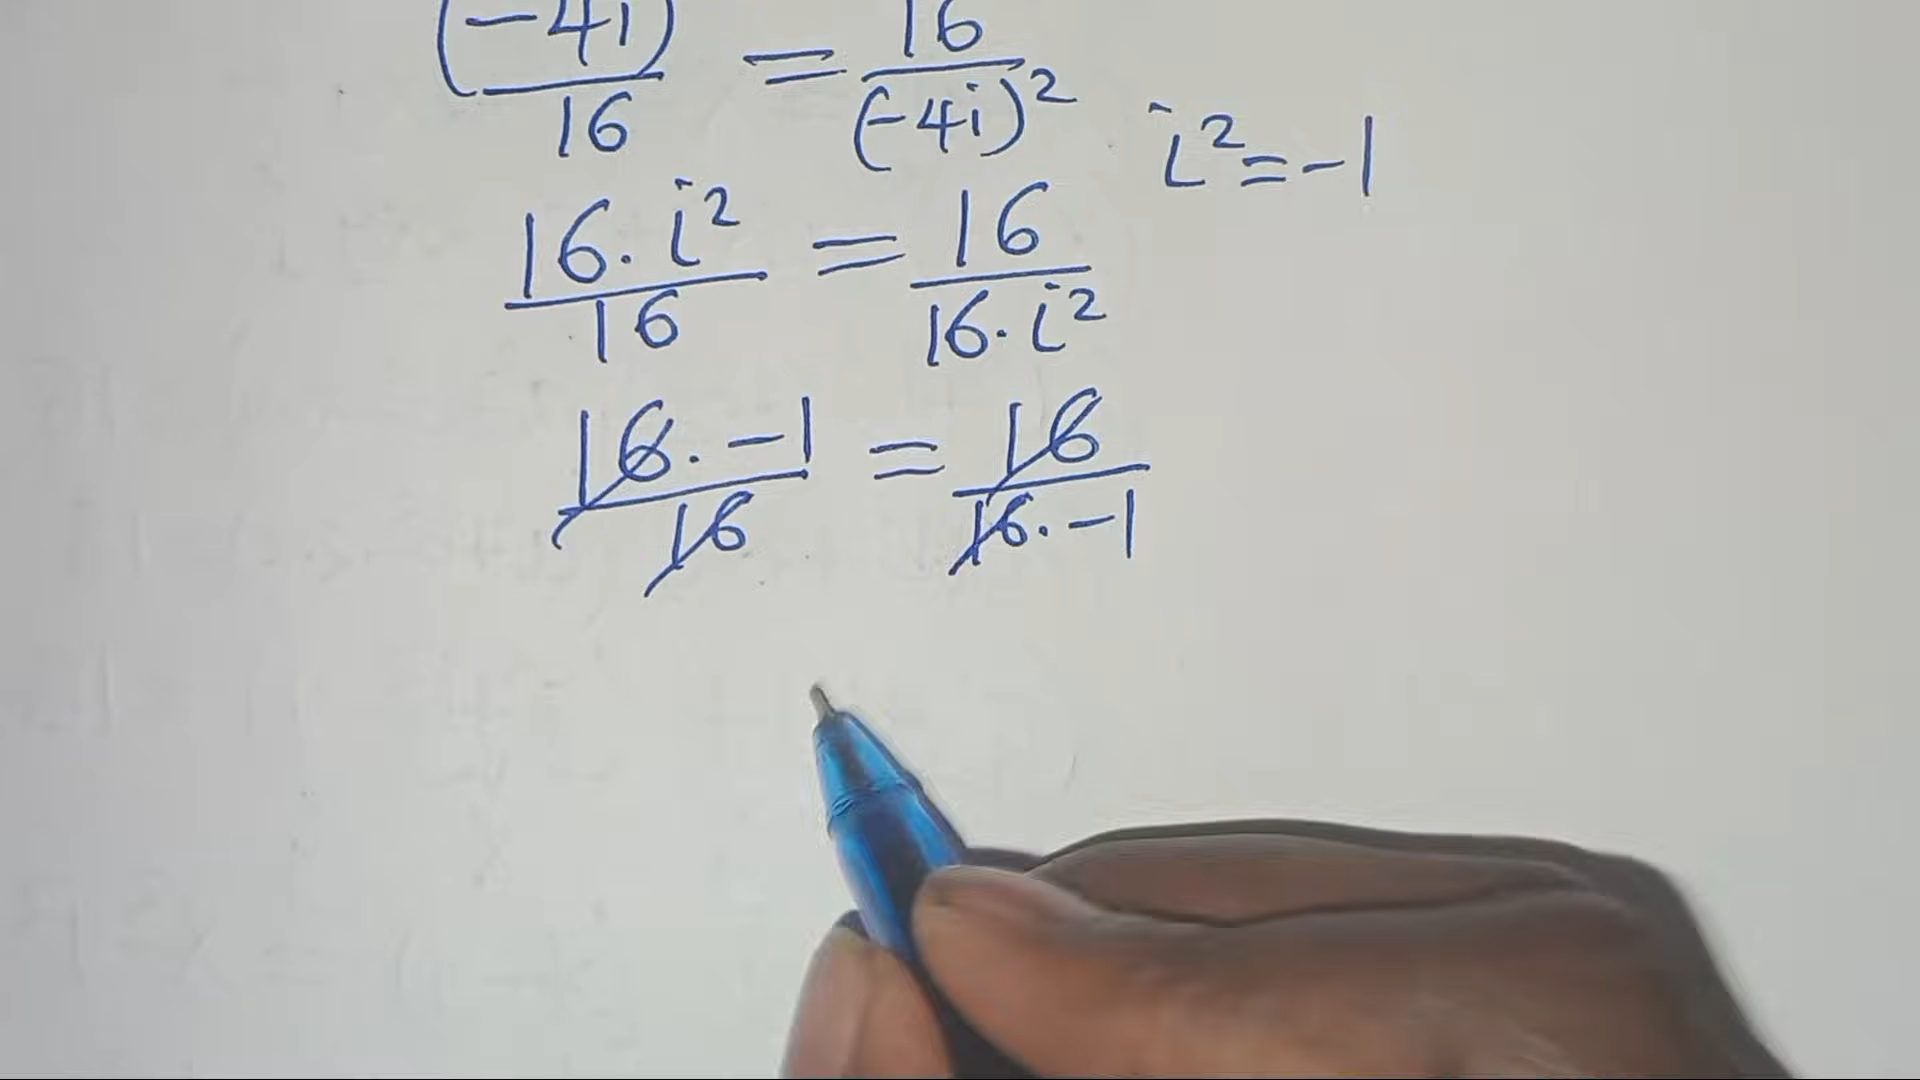 (-4i) / 16 = 16 / (-4i)²
i² = -1
16 · i² / 16 = 16 / 16 · i²
16 · -1 / 16 = 16 / 16 · -1